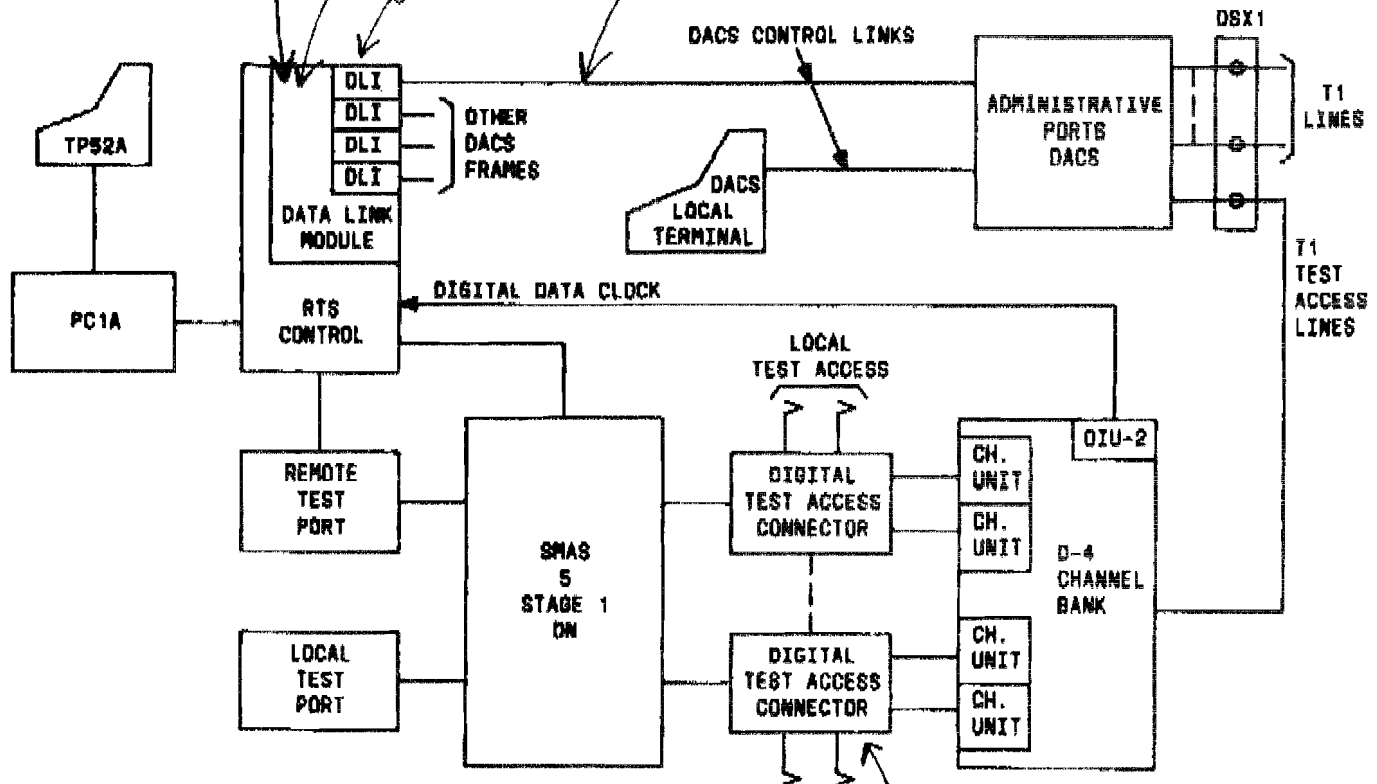 DSX1
DACS CONTROL LINKS
TP52A
DLI
DLI
DLI
DLI
OTHER
DACS
FRAMES
DATA LINK
MODULE
ADMINISTRATIVE
PORTS
DACS
T1
LINES
DACS
LOCAL
TERMINAL
PC1A
RTS
CONTROL
DIGITAL DATA CLOCK
T1
TEST
ACCESS
LINES
LOCAL
TEST ACCESS
REMOTE
TEST
PORT
SMAS
5
STAGE 1
DN
DIGITAL
TEST ACCESS
CONNECTOR
CH.
UNIT
CH.
UNIT
OIU-2
D-4
CHANNEL
BANK
LOCAL
TEST
PORT
DIGITAL
TEST ACCESS
CONNECTOR
CH.
UNIT
CH.
UNIT